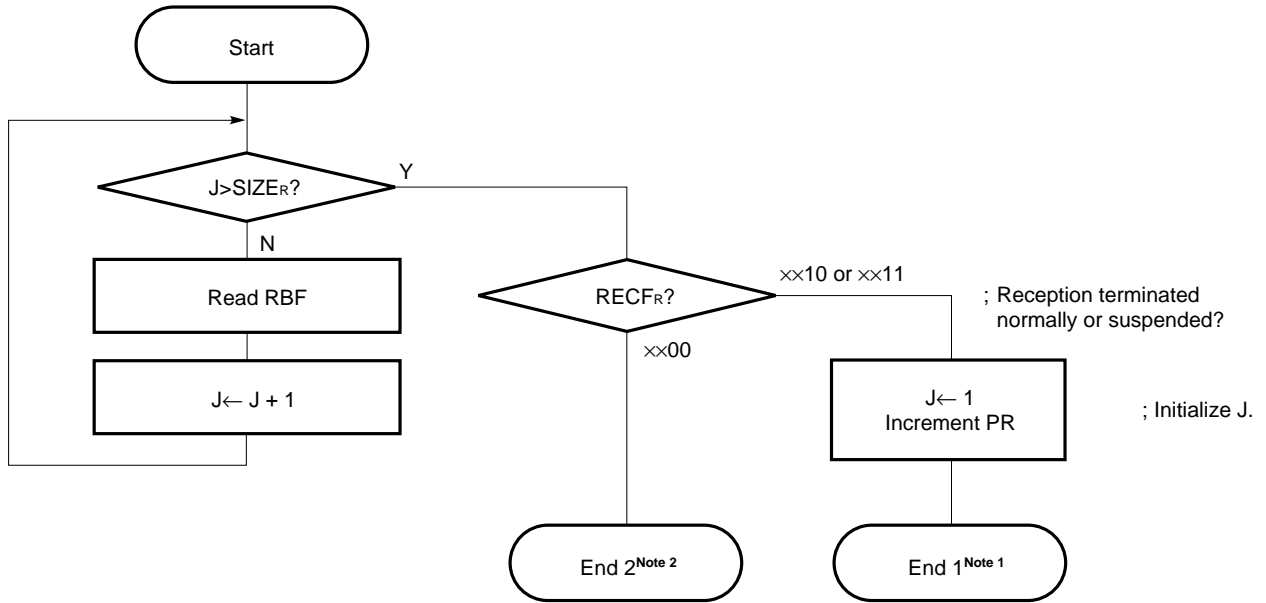 Start
J>SIZER?
Y
N
Read RBF
J← J + 1
RECFR?
××10 or ××11
××00
; Reception terminated
normally or suspended?
J← 1
Increment PR
; Initialize J.
End 2Note 2
End 1Note 1